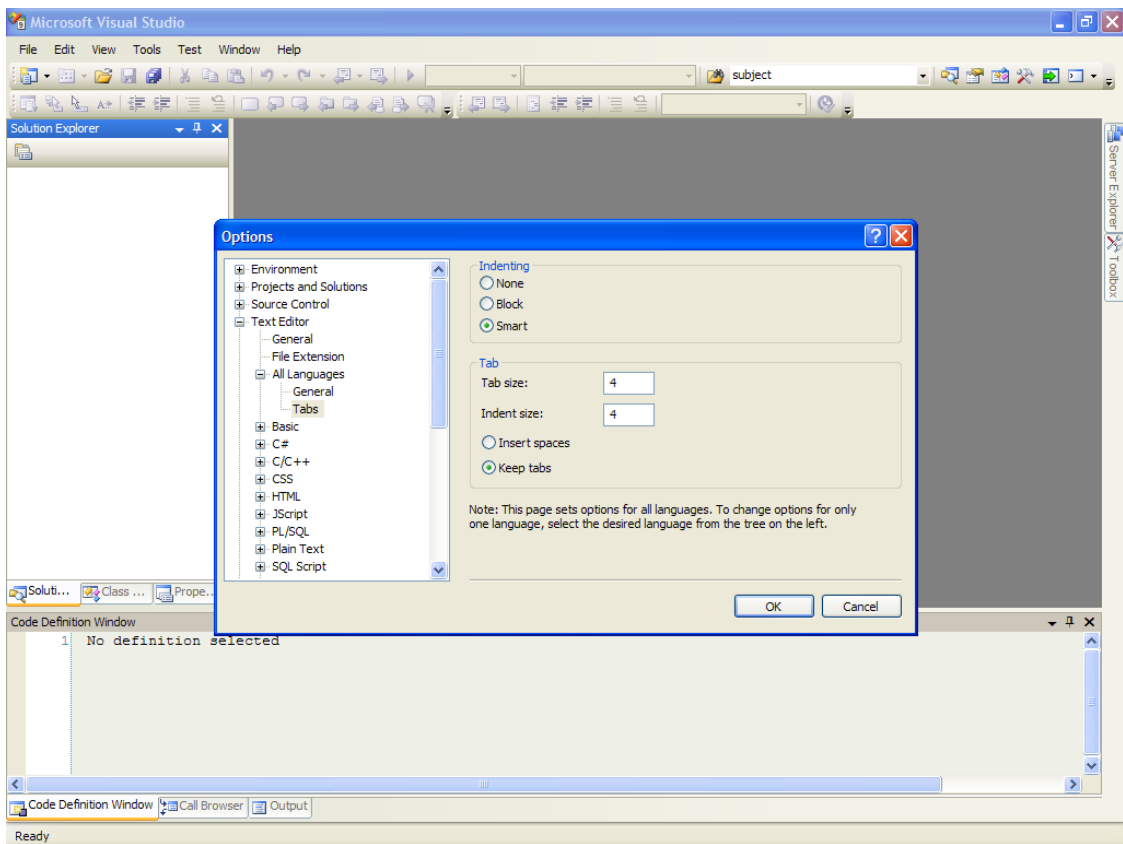 Microsoft Visual Studio
File Edit View Tools Test Window Help
subject
Solution Explorer
Server Explorer
Toolbox
Options
Environment
Projects and Solutions
Source Control
Text Editor
General
File Extension
All Languages
General
Tabs
Basic
C#
C/C++
CSS
HTML
JScript
PL/SQL
Plain Text
SQL Script
Indenting
None
Block
Smart
Tab
Tab size: 4
Indent size: 4
Insert spaces
Keep tabs
Note: This page sets options for all languages. To change options for only
one language, select the desired language from the tree on the left.
OK Cancel
Soluti... Class ... Prope...
Code Definition Window
1 No definition selected
Code Definition Window Call Browser Output
Ready